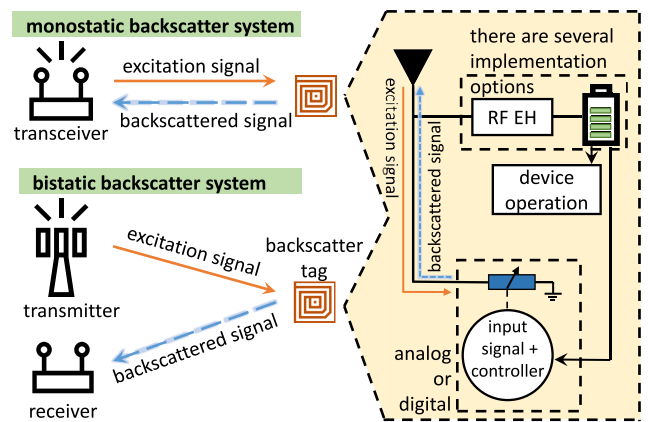 monostatic backscatter system
excitation signal
backscattered signal
transceiver
bistatic backscatter system
excitation signal
backscatter
tag
transmitter
backscattered signal
receiver
there are several
implementation
options
excitation signal
backscattered signal
RF EH
device
operation
input
signal +
controller
analog
or
digital